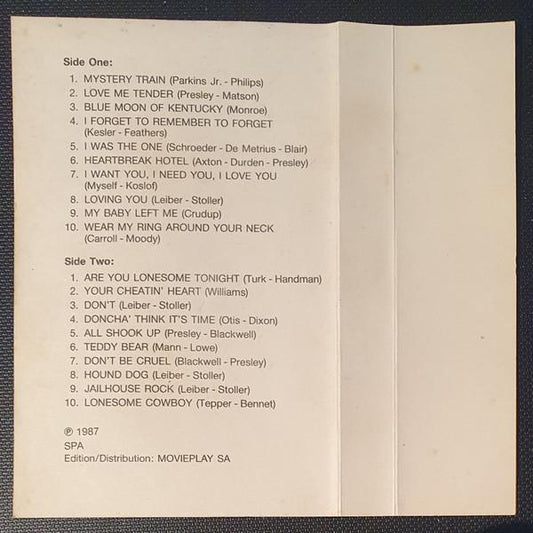 Side One:
1. MYSTERY TRAIN (Parkins Jr. - Philips)
2. LOVE ME TENDER (Presley - Matson)
3. BLUE MOON OF KENTUCKY (Monroe)
4. I FORGET TO REMEMBER TO FORGET
(Kesler - Feathers)
5. I WAS THE ONE (Schroeder - De Metrius - Blair)
6. HEARTBREAK HOTEL (Axton - Durden - Presley)
7. I WANT YOU, I NEED YOU, I LOVE YOU
(Myself - Koslof)
8. LOVING YOU (Leiber - Stoller)
9. MY BABY LEFT ME (Crudup)
10. WEAR MY RING AROUND YOUR NECK
(Carroll - Moody)
Side Two:
1. ARE YOU LONESOME TONIGHT (Turk - Handman)
2. YOUR CHEATIN' HEART (Williams)
3. DON'T (Leiber - Stoller)
4. DONCHA' THINK IT'S TIME (Otis - Dixon)
5. ALL SHOOK UP (Presley - Blackwell)
6. TEDDY BEAR (Mann - Lowe)
7. DON'T BE CRUEL (Blackwell - Presley)
8. HOUND DOG (Leiber - Stoller)
9. JAILHOUSE ROCK (Leiber - Stoller)
10. LONESOME COWBOY (Tepper - Bennet)
℗ 1987
SPA
Edition/Distribution: MOVIEPLAY SA